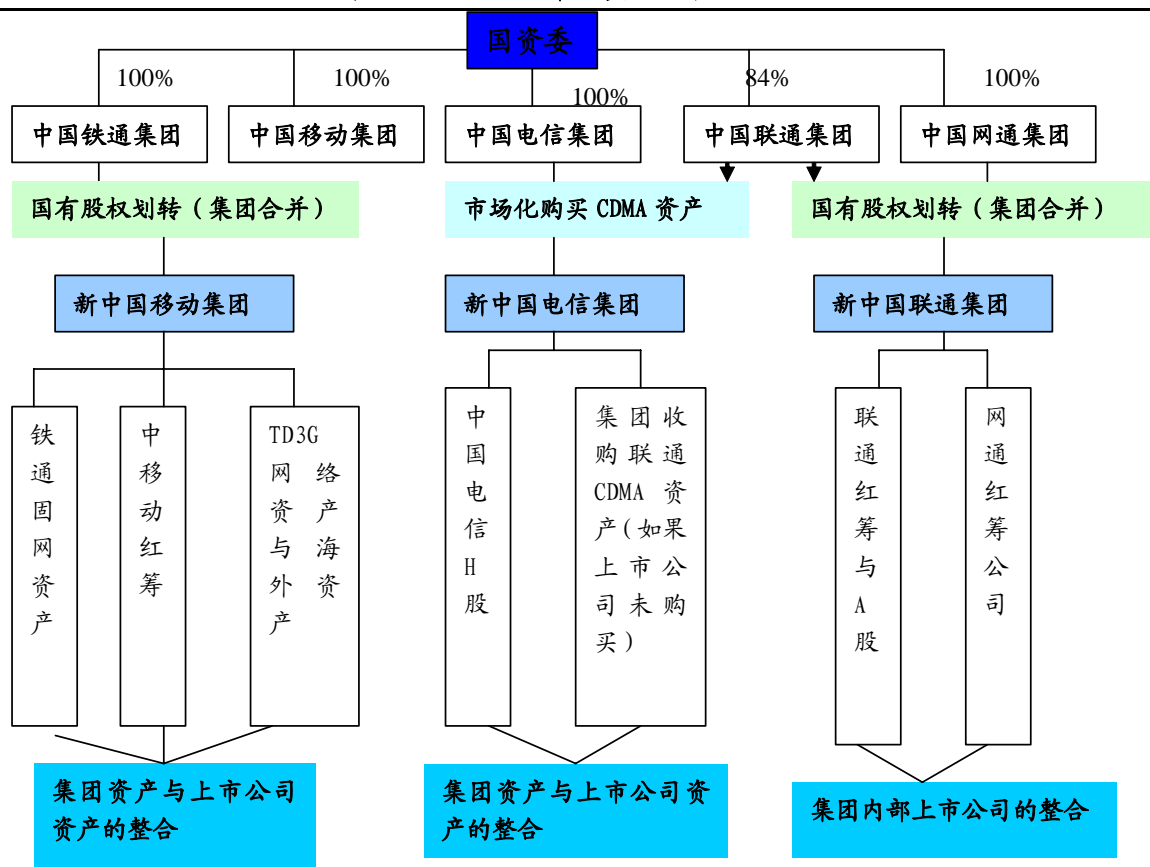 国资委
100%
100%
100%
84%
100%
中国铁通集团
中国移动集团
中国电信集团
中国联通集团
中国网通集团
国有股权划转（集团合并）
市场化购买 CDMA 资产
国有股权划转（集团合并）
新中国移动集团
新中国电信集团
新中国联通集团
铁
通
固
网
资
产
中
移
动
红
筹
TD3G
网络
资产
与海
外资
产
中
国
电
信
H
股
集团收
购联通
CDMA 资
产(如果
上市公
司未购
买)
联
通
红
筹
与
A
股
网
通
红
筹
公
司
集团资产与上市公司
资产的整合
集团资产与上市公司资
产的整合
集团内部上市公司的整合